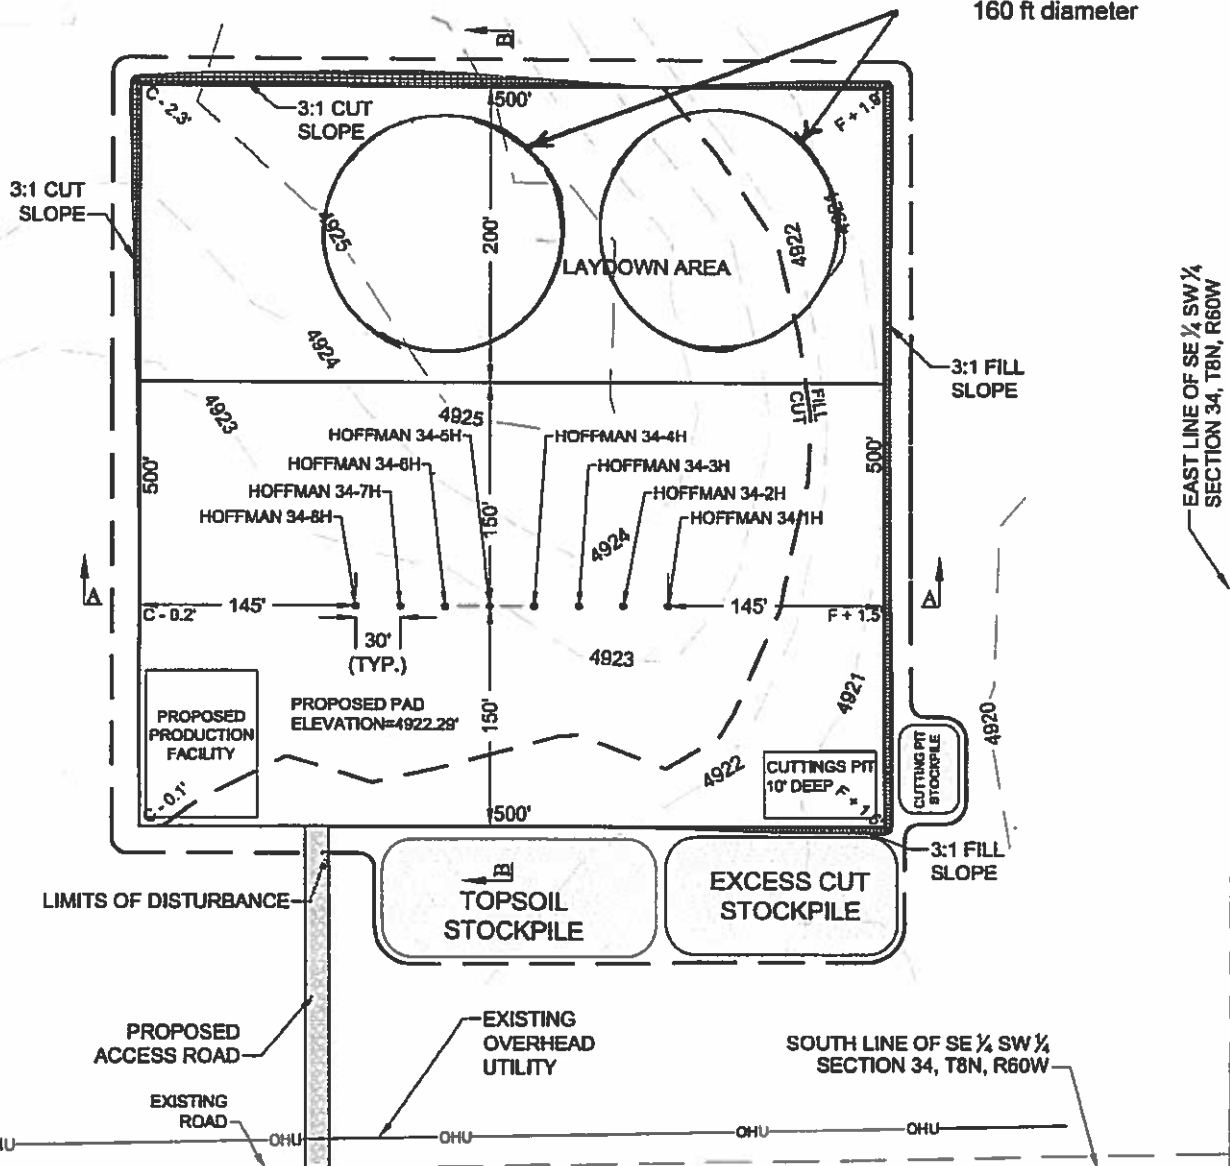 160 ft diameter
B
500'
C - 2.3'
3:1 CUT
SLOPE
F + 1.9'
3:1 CUT
SLOPE
4925
200'
4922
4921
LAYDOWN AREA
EAST LINE OF SE ¼ SW ¼
SECTION 34, T8N, R60W
4924
3:1 FILL
SLOPE
4923
4925
FILL
CUT
HOFFMAN 34-5H
HOFFMAN 34-4H
HOFFMAN 34-6H
HOFFMAN 34-3H
HOFFMAN 34-7H
HOFFMAN 34-2H
HOFFMAN 34-8H
HOFFMAN 34-1H
500'
500'
150'
4924
A
A
C - 0.2'
145'
145'
F + 1.5'
30'
(TYP.)
4923
PROPOSED PAD
ELEVATION=4922.29'
150'
4921
4920
PROPOSED
PRODUCTION
FACILITY
4922
CUTTINGS PIT
10' DEEP
CUTTING PIT
STOCKPILE
C - 0.1'
500'
3:1 FILL
SLOPE
LIMITS OF DISTURBANCE
B
TOPSOIL
STOCKPILE
EXCESS CUT
STOCKPILE
PROPOSED
ACCESS ROAD
EXISTING
OVERHEAD
UTILITY
SOUTH LINE OF SE ¼ SW ¼
SECTION 34, T8N, R60W
EXISTING
ROAD
OHU
OHU
OHU
OHU